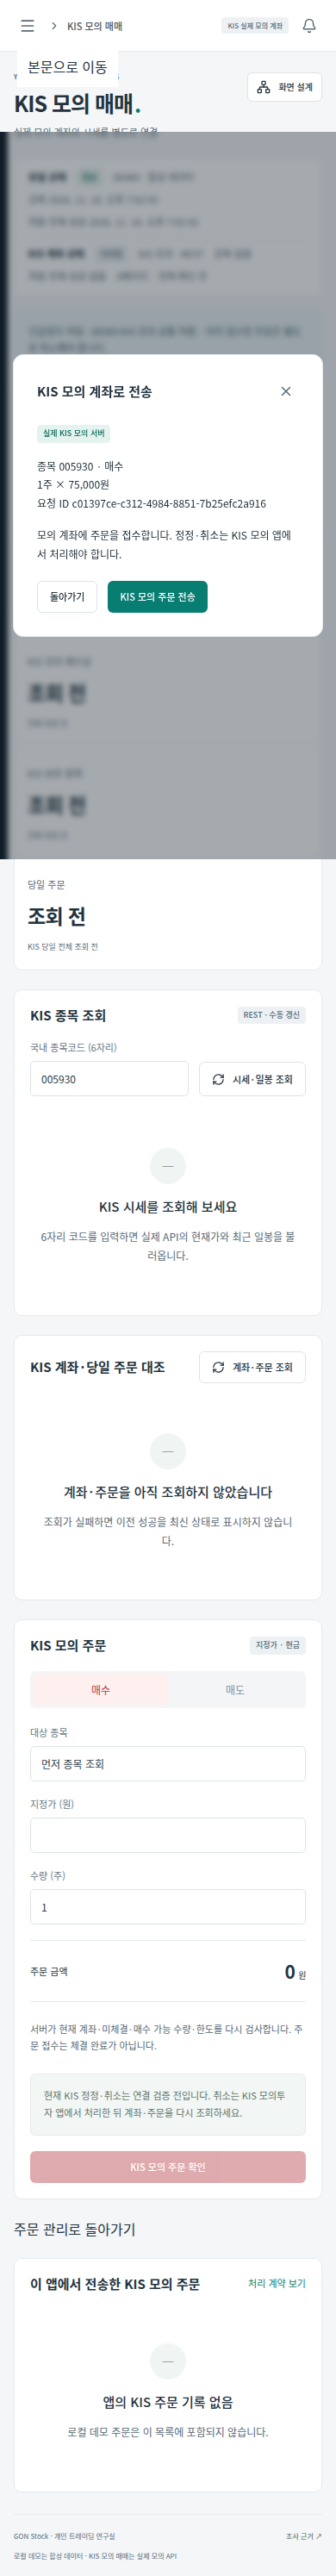 KIS 모의 매매
KIS 실제 모의 계좌
본문으로 이동
KIS 모의 매매.
화면 설계
KIS 모의 계좌로 전송
실제 KIS 모의 서버
종목 005930 · 매수
1주 × 75,000원
요청 ID c01397ce-c312-4984-8851-7b25efc2a916
모의 계좌에 주문을 접수합니다. 정정·취소는 KIS 모의 앱에
서 처리해야 합니다.
돌아가기
KIS 모의 주문 전송
조회 전
조회 전
당일 주문
조회 전
KIS 당일 전체 조회 전
KIS 종목 조회
REST · 수동 갱신
국내 종목코드 (6자리)
005930
시세·일봉 조회
KIS 시세를 조회해 보세요
6자리 코드를 입력하면 실제 API의 현재가와 최근 일봉을 불
러옵니다.
KIS 계좌·당일 주문 대조
계좌·주문 조회
계좌·주문을 아직 조회하지 않았습니다
조회가 실패하면 이전 성공을 최신 상태로 표시하지 않습니
다.
KIS 모의 주문
지정가 · 현금
매수
매도
대상 종목
먼저 종목 조회
지정가 (원)
수량 (주)
1
주문 금액
0 원
서버가 현재 계좌·미체결·매수 가능 수량·한도를 다시 검사합니다. 주
문 접수는 체결 완료가 아닙니다.
현재 KIS 정정·취소는 연결 검증 전입니다. 취소는 KIS 모의투
자 앱에서 처리한 뒤 계좌·주문을 다시 조회하세요.
KIS 모의 주문 확인
주문 관리로 돌아가기
이 앱에서 전송한 KIS 모의 주문
처리 계약 보기
앱의 KIS 주문 기록 없음
로컬 데모 주문은 이 목록에 포함되지 않습니다.
GON Stock · 개인 트레이딩 연구실
조사 근거 ↗
로컬 데모는 합성 데이터 · KIS 모의 매매는 실제 모의 API